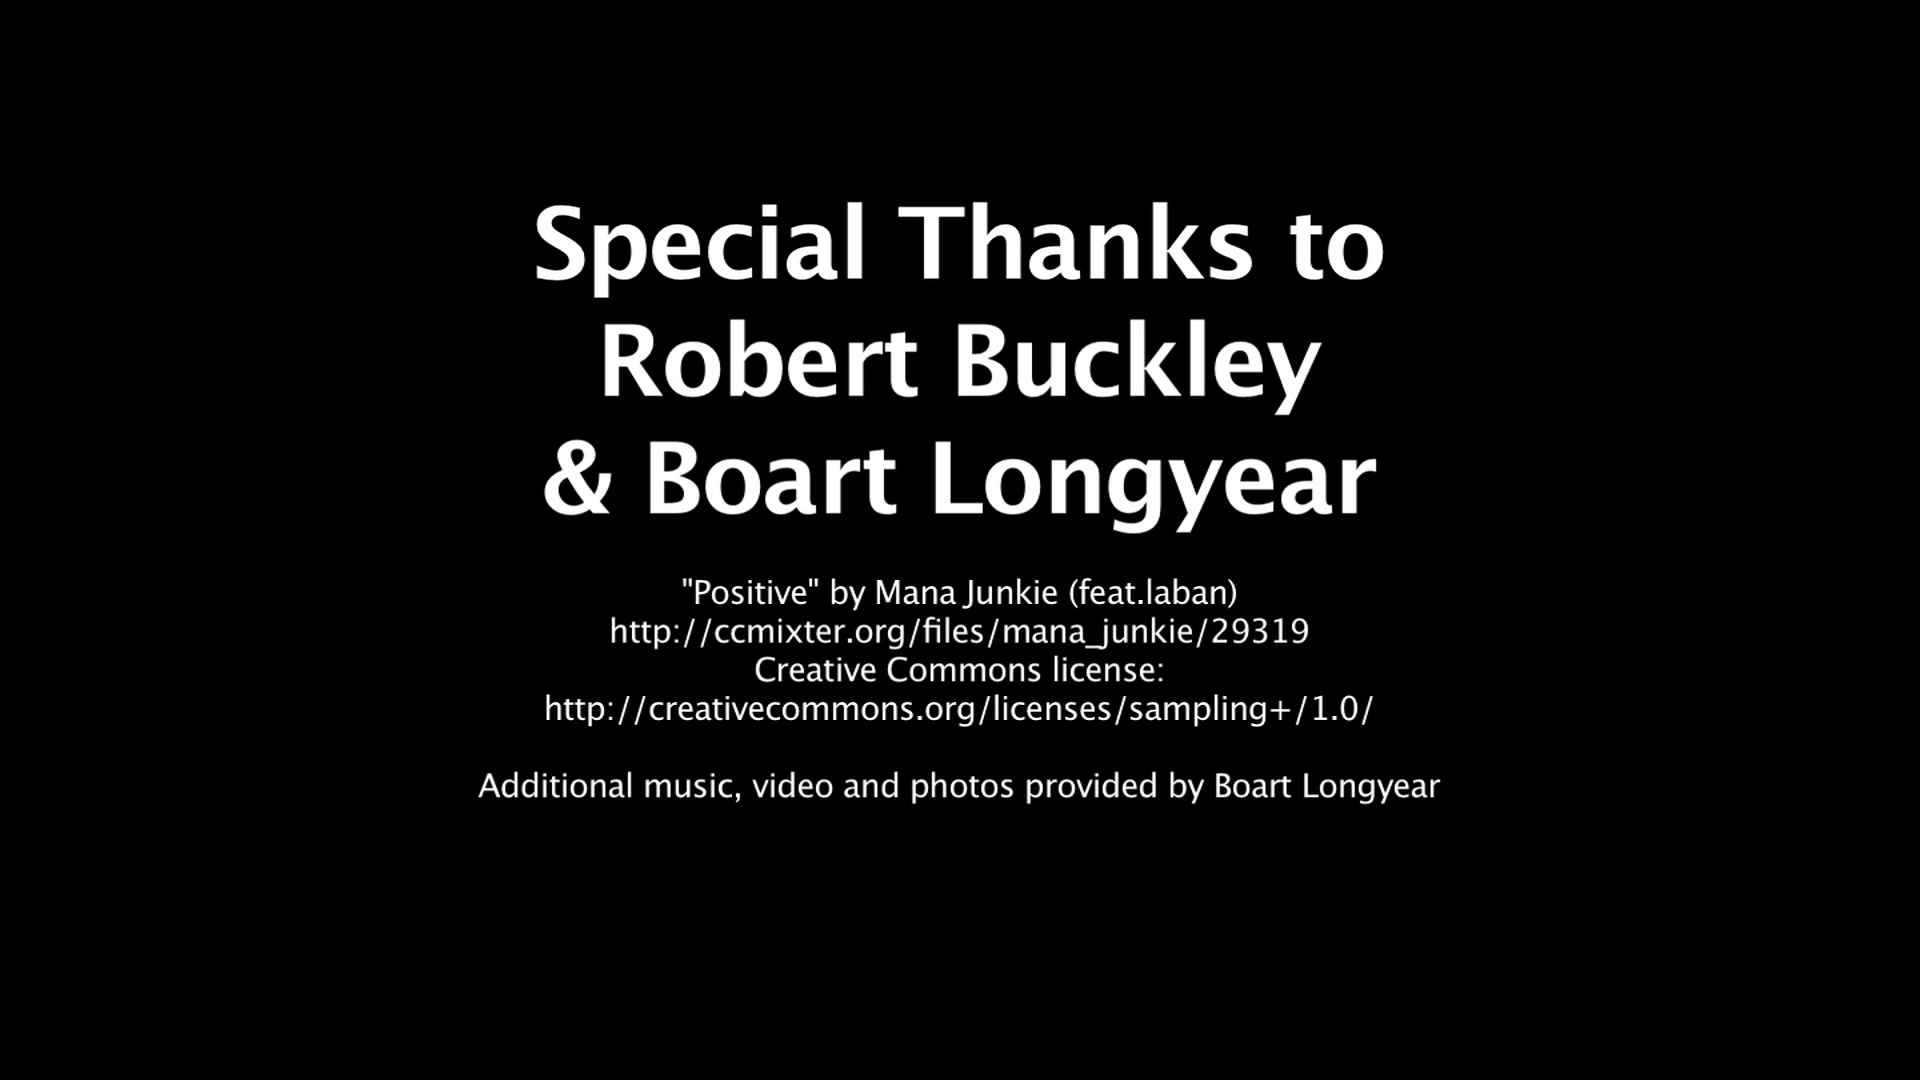 Special Thanks to
Robert Buckley
& Boart Longyear
"Positive" by Mana Junkie (feat.laban)
http://ccmixter.org/files/mana_junkie/29319
Creative Commons license:
http://creativecommons.org/licenses/sampling+/1.0/
Additional music, video and photos provided by Boart Longyear